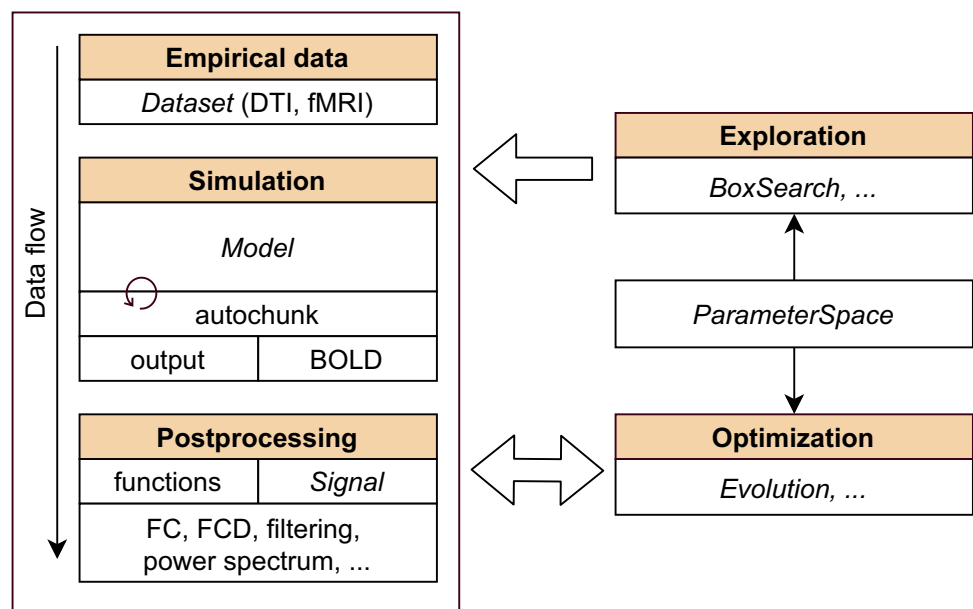 Data flow
Empirical data
Dataset (DTI, fMRI)
Simulation
Model
autochunk
output
BOLD
Postprocessing
functions
Signal
FC, FCD, filtering,
power spectrum, ...
Exploration
BoxSearch, ...
ParameterSpace
Optimization
Evolution, ...